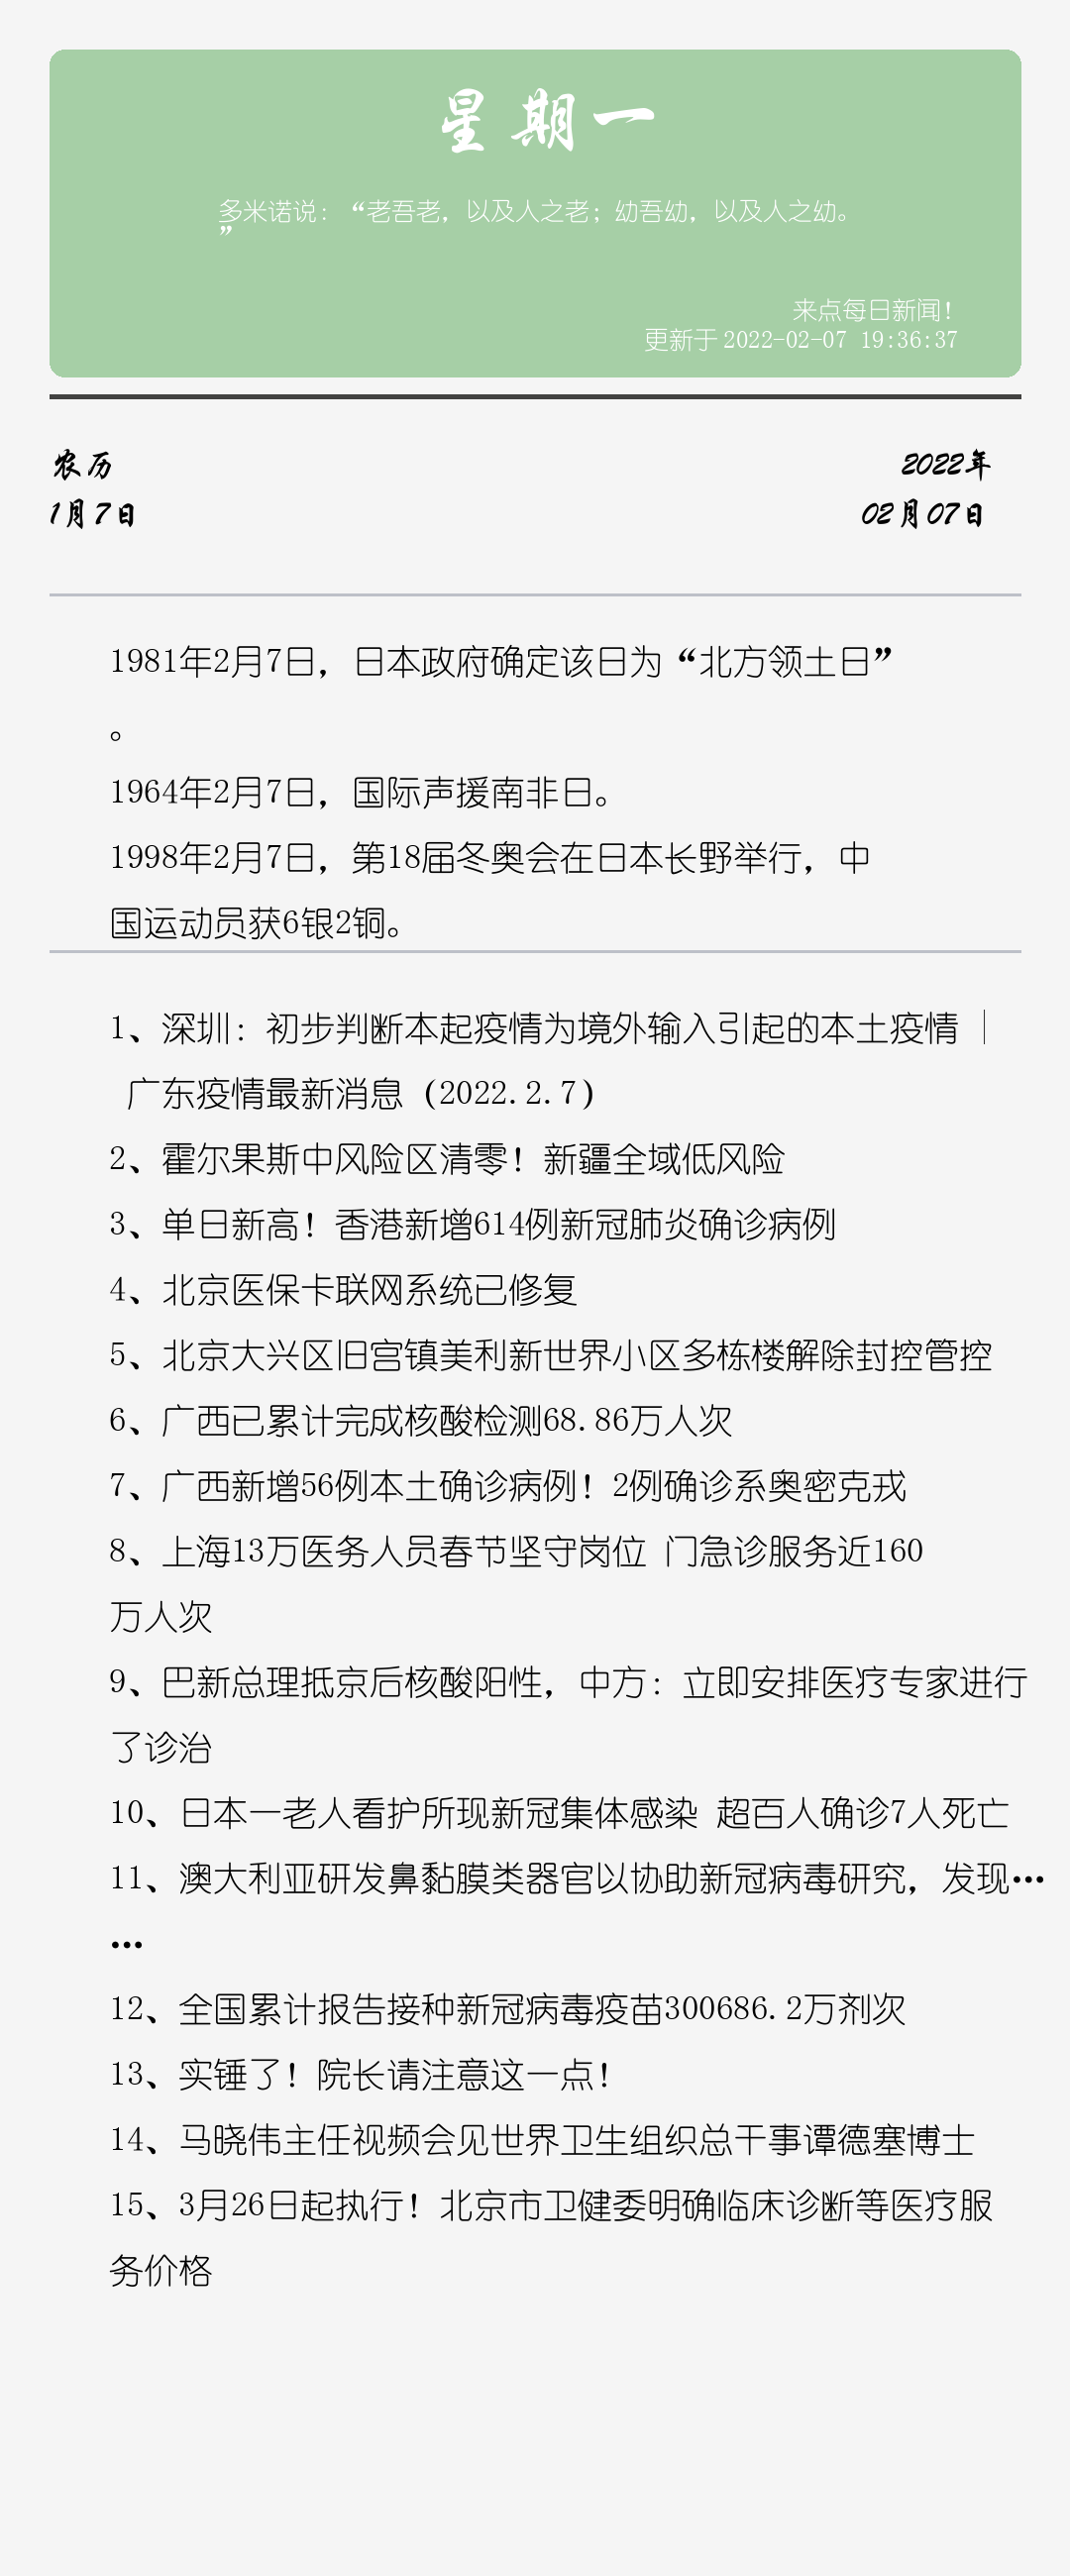 星期一
多米诺说：“老吾老，以及人之老；幼吾幼，以及人之幼。
”
来点每日新闻！
更新于2022-02-07 19:36:37
农历
2022年
1月7日
02月07日
1981年2月7日，日本政府确定该日为“北方领土日”
。
1964年2月7日，国际声援南非日。
1998年2月7日，第18届冬奥会在日本长野举行，中
国运动员获6银2铜。
1、深圳：初步判断本起疫情为境外输入引起的本土疫情｜
广东疫情最新消息（2022.2.7）
2、霍尔果斯中风险区清零！新疆全域低风险
3、单日新高！香港新增614例新冠肺炎确诊病例
4、北京医保卡联网系统已修复
5、北京大兴区旧宫镇美利新世界小区多栋楼解除封控管控
6、广西已累计完成核酸检测68.86万人次
7、广西新增56例本土确诊病例！2例确诊系奥密克戎
8、上海13万医务人员春节坚守岗位 门急诊服务近160
万人次
9、巴新总理抵京后核酸阳性，中方：立即安排医疗专家进行
了诊治
10、日本一老人看护所现新冠集体感染 超百人确诊7人死亡
11、澳大利亚研发鼻黏膜类器官以协助新冠病毒研究，发现…
…
12、全国累计报告接种新冠病毒疫苗300686.2万剂次
13、实锤了！院长请注意这一点！
14、马晓伟主任视频会见世界卫生组织总干事谭德塞博士
15、3月26日起执行！北京市卫健委明确临床诊断等医疗服
务价格